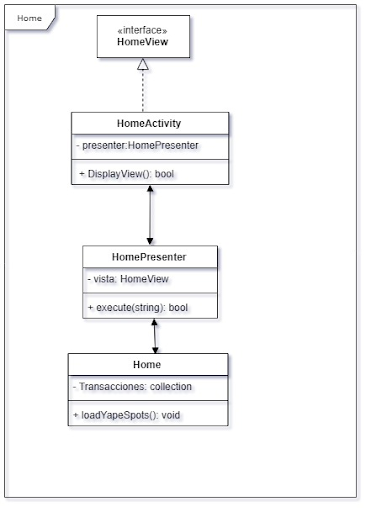 Home
«interface»
HomeView
HomeActivity
- presenter:HomePresenter
+ DisplayView(): bool
HomePresenter
- vista: HomeView
+ execute(string): bool
Home
- Transacciones: collection
+ loadYapeSpots(): void